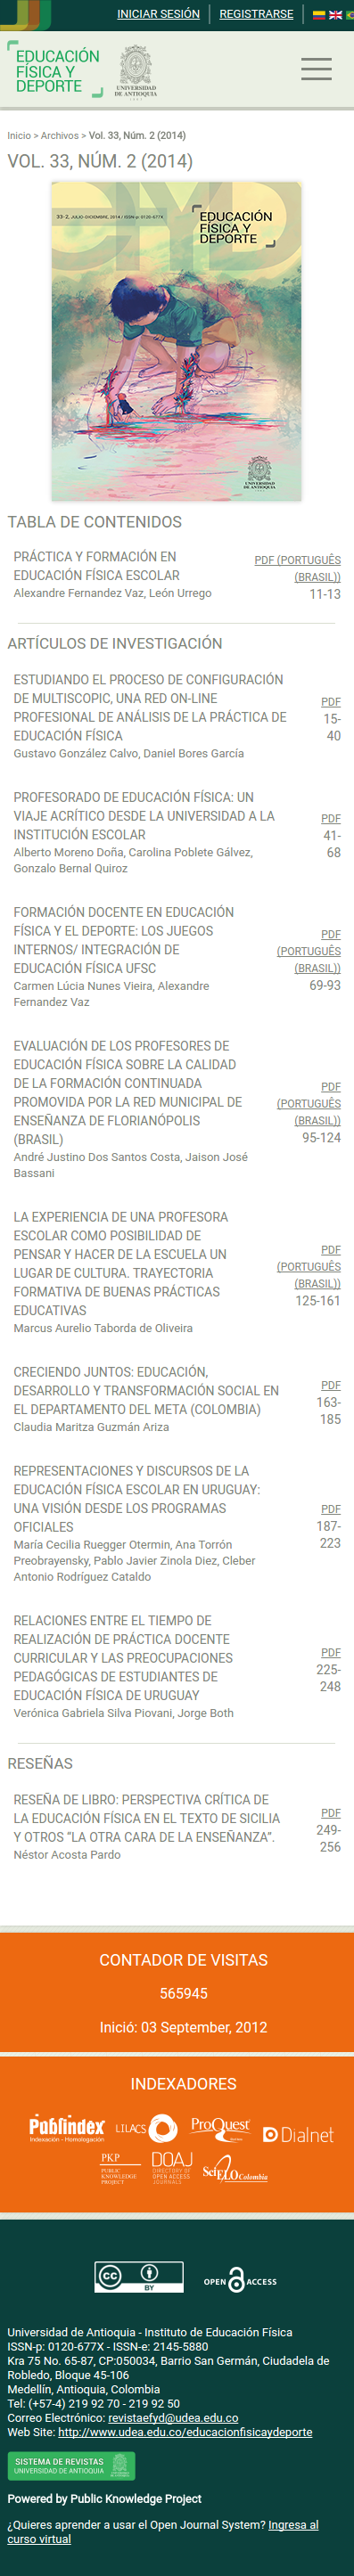 INICIAR SESIÓN
REGISTRARSE
EDUCACIÓN
FÍSICA Y
DEPORTE
UNIVERSIDAD
DE ANTIOQUIA
Inicio > Archivos > Vol. 33, Núm. 2 (2014)
VOL. 33, NÚM. 2 (2014)
33-2, JULIO-DICIEMBRE, 2014 / ISSN-p: 0120-677X
EDUCACIÓN
FÍSICA Y
DEPORTE
UNIVERSIDAD
DE ANTIOQUIA
TABLA DE CONTENIDOS
PRÁCTICA Y FORMACIÓN EN
EDUCACIÓN FÍSICA ESCOLAR
Alexandre Fernandez Vaz, León Urrego
PDF (PORTUGUÊS
(BRASIL))
11-13
ARTÍCULOS DE INVESTIGACIÓN
ESTUDIANDO EL PROCESO DE CONFIGURACIÓN
DE MULTISCOPIC, UNA RED ON-LINE
PROFESIONAL DE ANÁLISIS DE LA PRÁCTICA DE
EDUCACIÓN FÍSICA
Gustavo González Calvo, Daniel Bores García
PDF
15-
40
PROFESORADO DE EDUCACIÓN FÍSICA: UN
VIAJE ACRÍTICO DESDE LA UNIVERSIDAD A LA
INSTITUCIÓN ESCOLAR
Alberto Moreno Doña, Carolina Poblete Gálvez,
Gonzalo Bernal Quiroz
PDF
41-
68
FORMACIÓN DOCENTE EN EDUCACIÓN
FÍSICA Y EL DEPORTE: LOS JUEGOS
INTERNOS/ INTEGRACIÓN DE
EDUCACIÓN FÍSICA UFSC
Carmen Lúcia Nunes Vieira, Alexandre
Fernandez Vaz
PDF
(PORTUGUÊS
(BRASIL))
69-93
EVALUACIÓN DE LOS PROFESORES DE
EDUCACIÓN FÍSICA SOBRE LA CALIDAD
DE LA FORMACIÓN CONTINUADA
PROMOVIDA POR LA RED MUNICIPAL DE
ENSEÑANZA DE FLORIANÓPOLIS
(BRASIL)
André Justino Dos Santos Costa, Jaison José
Bassani
PDF
(PORTUGUÊS
(BRASIL))
95-124
LA EXPERIENCIA DE UNA PROFESORA
ESCOLAR COMO POSIBILIDAD DE
PENSAR Y HACER DE LA ESCUELA UN
LUGAR DE CULTURA. TRAYECTORIA
FORMATIVA DE BUENAS PRÁCTICAS
EDUCATIVAS
Marcus Aurelio Taborda de Oliveira
PDF
(PORTUGUÊS
(BRASIL))
125-161
CRECIENDO JUNTOS: EDUCACIÓN,
DESARROLLO Y TRANSFORMACIÓN SOCIAL EN
EL DEPARTAMENTO DEL META (COLOMBIA)
Claudia Maritza Guzmán Ariza
PDF
163-
185
REPRESENTACIONES Y DISCURSOS DE LA
EDUCACIÓN FÍSICA ESCOLAR EN URUGUAY:
UNA VISIÓN DESDE LOS PROGRAMAS
OFICIALES
María Cecilia Ruegger Otermin, Ana Torrón
Preobrayensky, Pablo Javier Zinola Diez, Cleber
Antonio Rodríguez Cataldo
PDF
187-
223
RELACIONES ENTRE EL TIEMPO DE
REALIZACIÓN DE PRÁCTICA DOCENTE
CURRICULAR Y LAS PREOCUPACIONES
PEDAGÓGICAS DE ESTUDIANTES DE
EDUCACIÓN FÍSICA DE URUGUAY
Verónica Gabriela Silva Piovani, Jorge Both
PDF
225-
248
RESEÑAS
RESEÑA DE LIBRO: PERSPECTIVA CRÍTICA DE
LA EDUCACIÓN FÍSICA EN EL TEXTO DE SICILIA
Y OTROS “LA OTRA CARA DE LA ENSEÑANZA”.
Néstor Acosta Pardo
PDF
249-
256
CONTADOR DE VISITAS
565945
Inició: 03 September, 2012
INDEXADORES
Publindex
Indexación - Homologación
LILACS
ProQuest
Dialnet
PKP
PUBLIC
KNOWLEDGE
PROJECT
DOAJ
DIRECTORY OF
OPEN ACCESS
JOURNALS
SciELO Colombia
CC BY
OPEN ACCESS
Universidad de Antioquia - Instituto de Educación Física
ISSN-p: 0120-677X - ISSN-e: 2145-5880
Kra 75 No. 65-87, CP:050034, Barrio San Germán, Ciudadela de
Robledo, Bloque 45-106
Medellín, Antioquia, Colombia
Tel: (+57-4) 219 92 70 - 219 92 50
Correo Electrónico: revistaefyd@udea.edu.co
Web Site: http://www.udea.edu.co/educacionfisicaydeporte
SISTEMA DE REVISTAS
UNIVERSIDAD DE ANTIOQUIA
Powered by Public Knowledge Project
¿Quieres aprender a usar el Open Journal System? Ingresa al
curso virtual